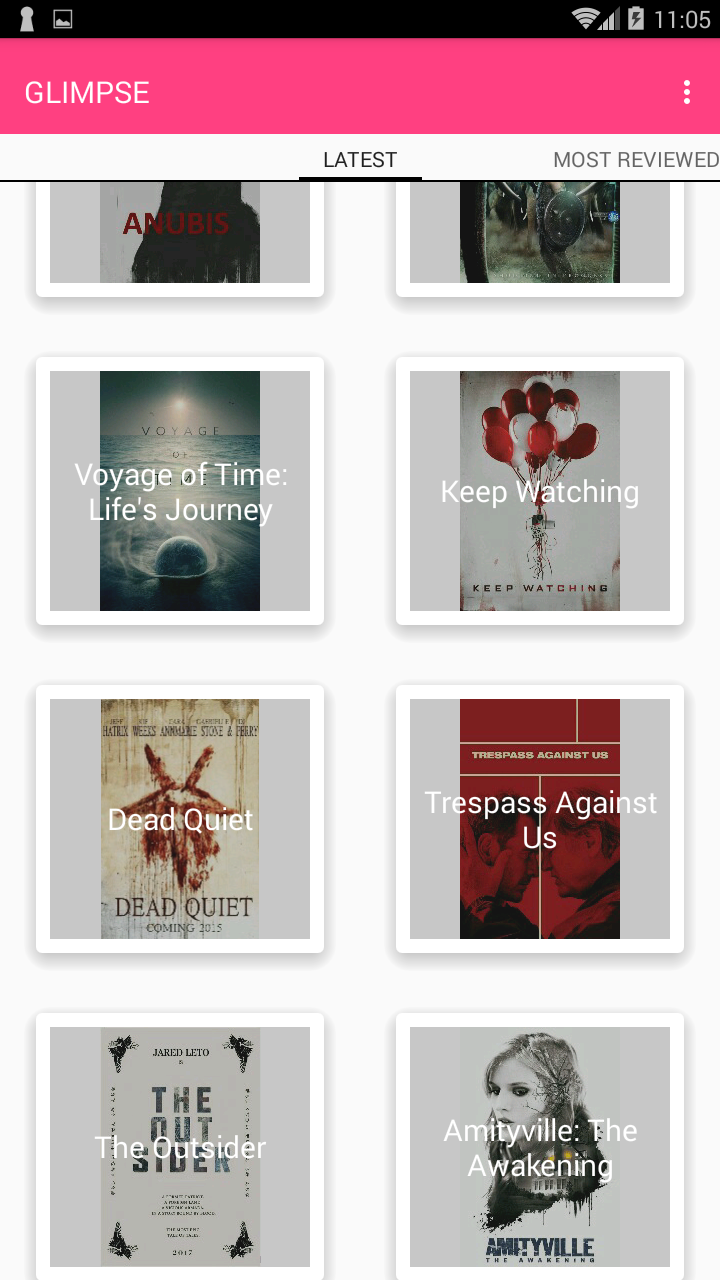 11:05
GLIMPSE
LATEST
MOST REVIEWED
ANUBIS
VOYAGE
OF
TIME
Voyage of Time:
Life's Journey
Keep Watching
KEEP WATCHING
HATRIX WEEKS ANNMARIE STONE & PERRY
Dead Quiet
DEAD QUIET
COMING 2015
TRESPASS AGAINST US
Trespass Against
Us
JARED LETO
THE
OUT
SIDER
The Outsider
2017
Amityville: The
Awakening
AMITYVILLE
THE AWAKENING